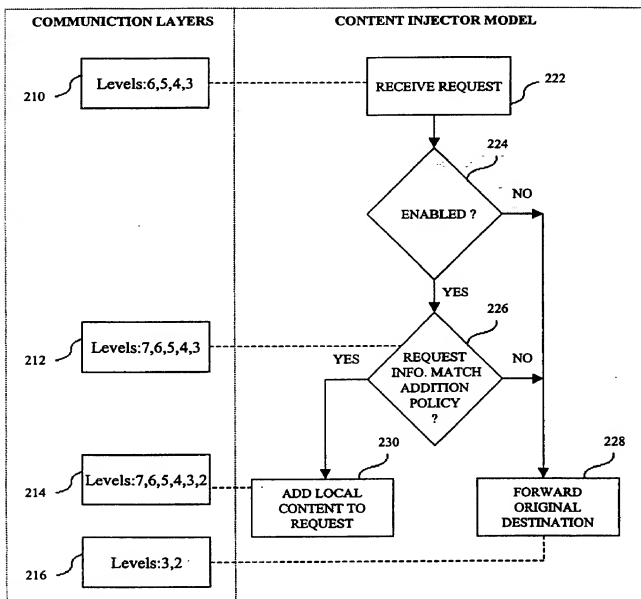 COMMUNICTION LAYERS
CONTENT INJECTOR MODEL
Levels:6,5,4,3
210
RECEIVE REQUEST
222
224
ENABLED ?
NO
YES
226
Levels:7,6,5,4,3
212
YES
REQUEST
INFO. MATCH
ADDITION
POLICY
?
NO
230
228
Levels:7,6,5,4,3,2
214
ADD LOCAL
CONTENT TO
REQUEST
FORWARD
ORIGINAL
DESTINATION
Levels:3,2
216